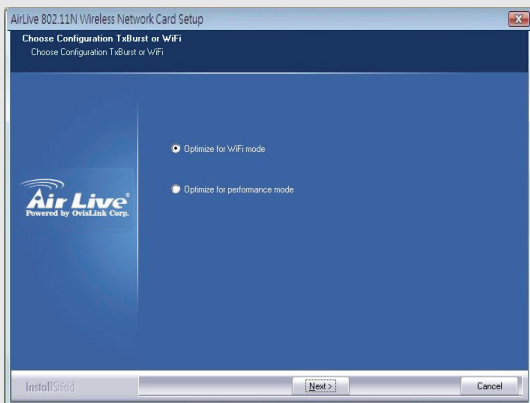 AirLive 802.11N Wireless Network Card Setup
Choose Configuration TxBurst or WiFi
Choose Configuration TxBurst or WiFi
Optimize for WiFi mode
Optimize for performance mode
Air Live®
Powered by OvisLink Corp.
InstallShield
Next >
Cancel